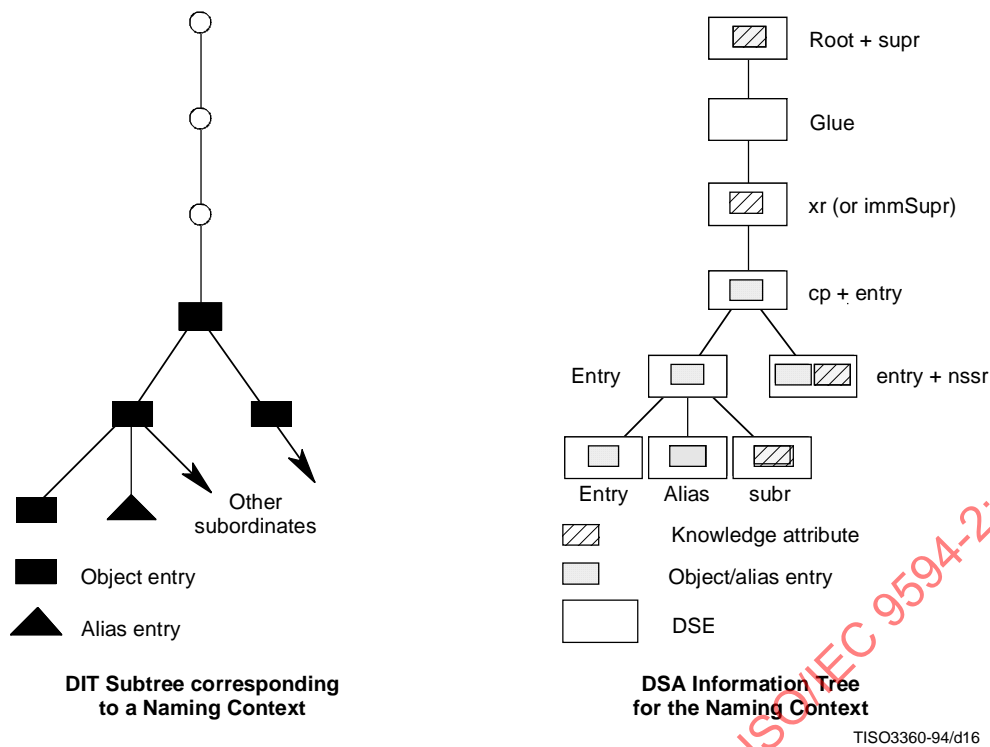 Root + supr
Glue
xr (or immSupr)
cp + entry
Entry
entry + nssr
Entry
Alias
subr
Other
subordinates
Knowledge attribute
Object entry
Object/alias entry
Alias entry
DSE
DIT Subtree corresponding
to a Naming Context
DSA Information Tree
for the Naming Context
TISO3360-94/d16
ISO/IEC 9594-2